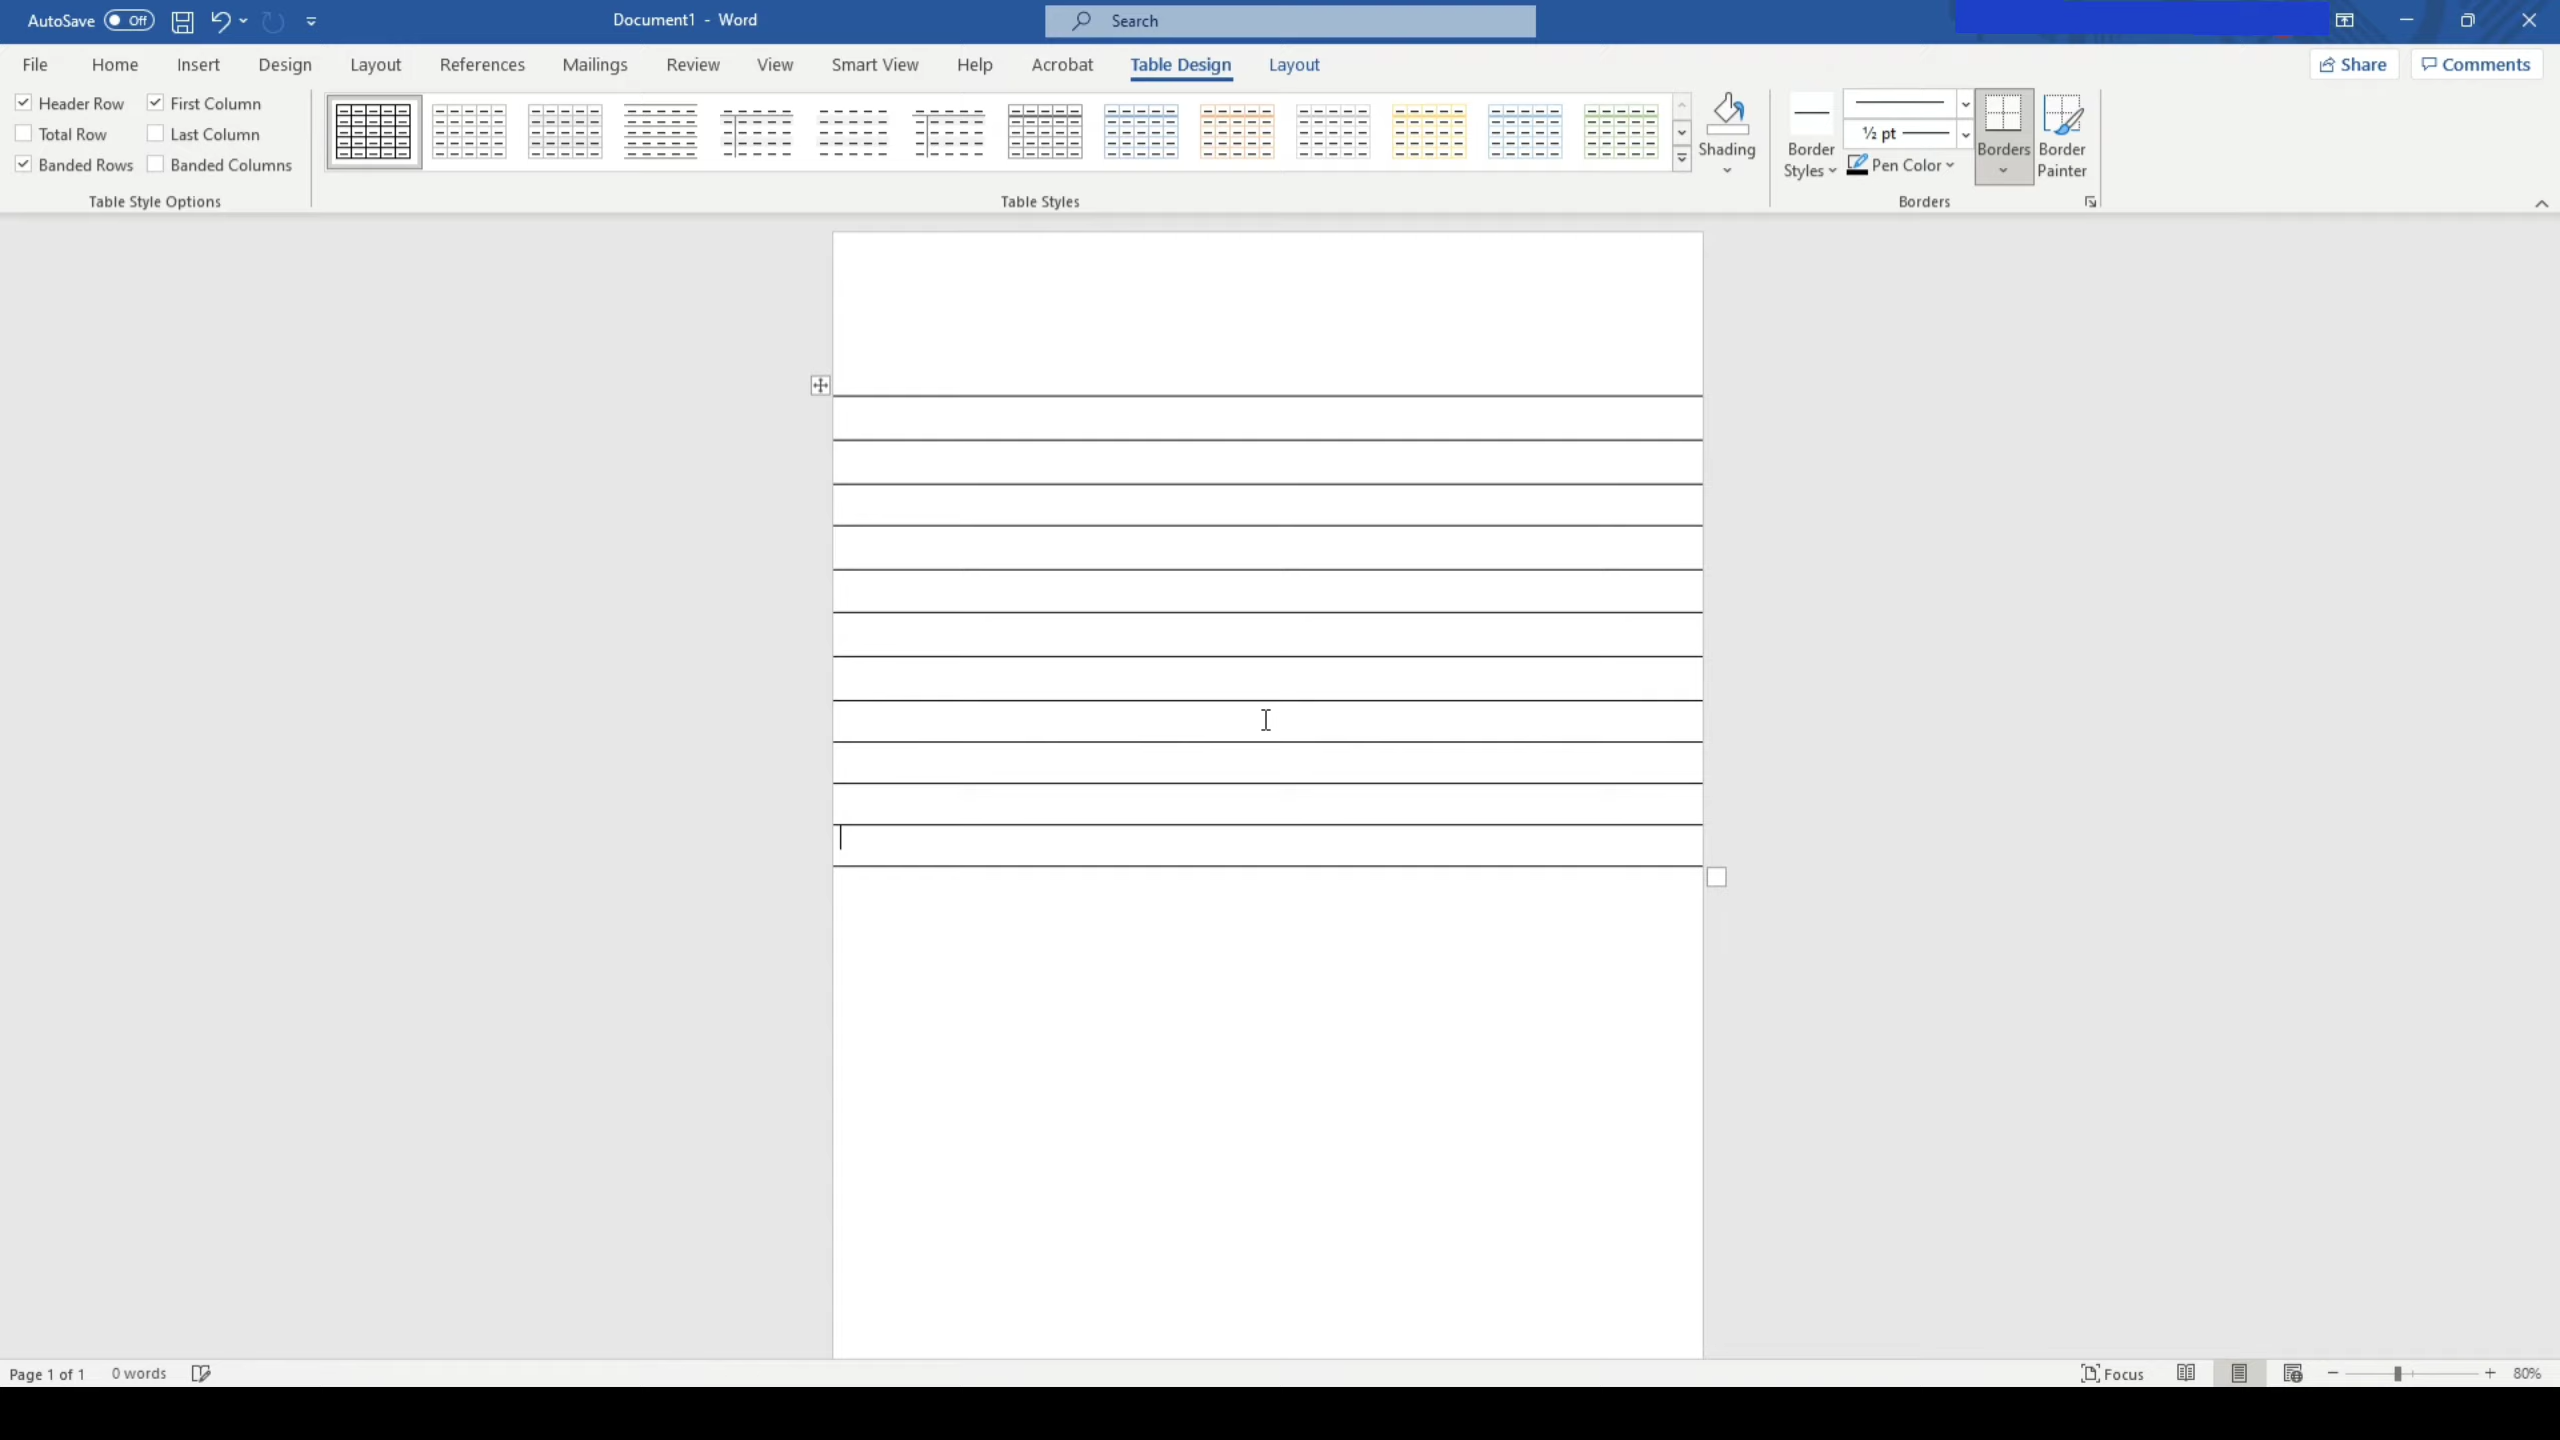 AutoSave Off Document1 - Word Search
File Home Insert Design Layout References Mailings Review View Smart View Help Acrobat Table Design Layout Share Comments
Header Row First Column
Total Row Last Column
Banded Rows Banded Columns
Table Style Options
Table Styles
Shading
Border Styles
½ pt
Pen Color
Borders
Border Painter
Borders
Page 1 of 1 0 words Focus 80%